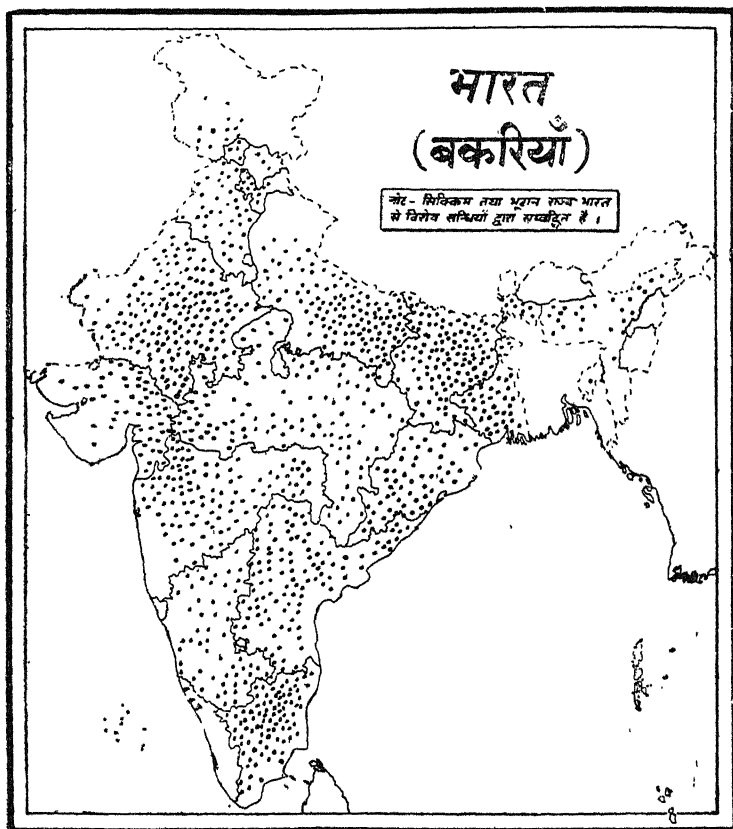 भारत
(बकरियाँ)
नोट - सिक्किम तथा भूटान राज्य भारत
से विशेष सन्धियों द्वारा सम्बद्धित है ।